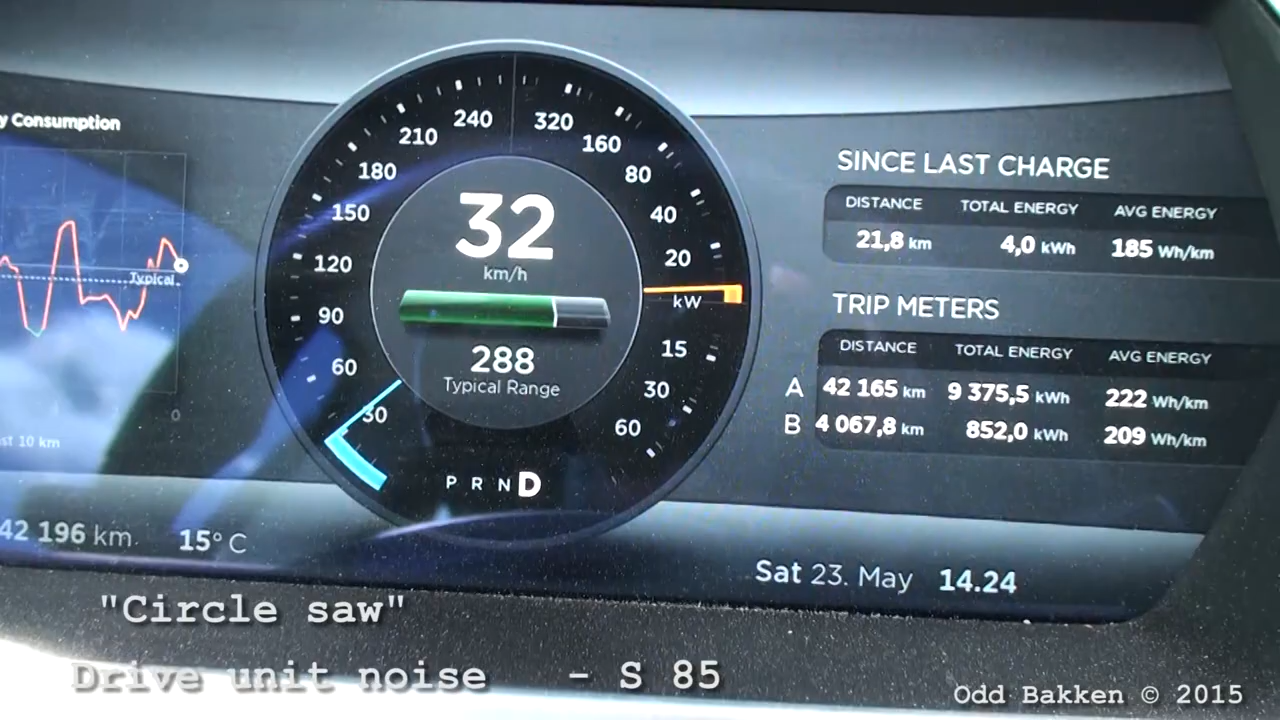 y Consumption
Typical
0
st 10 km
42 196 km
15° C
240
320
210
160
180
80
150
40
120
20
90
kW
60
15
30
30
60
32
km/h
288
Typical Range
P R N D
SINCE LAST CHARGE
DISTANCE TOTAL ENERGY AVG ENERGY
21,8 km 4,0 kWh 185 Wh/km
TRIP METERS
DISTANCE TOTAL ENERGY AVG ENERGY
A 42 165 km 9 375,5 kWh 222 Wh/km
B 4 067,8 km 852,0 kWh 209 Wh/km
Sat 23. May 14.24
"Circle saw"
Drive unit noise - S 85
Odd Bakken © 2015